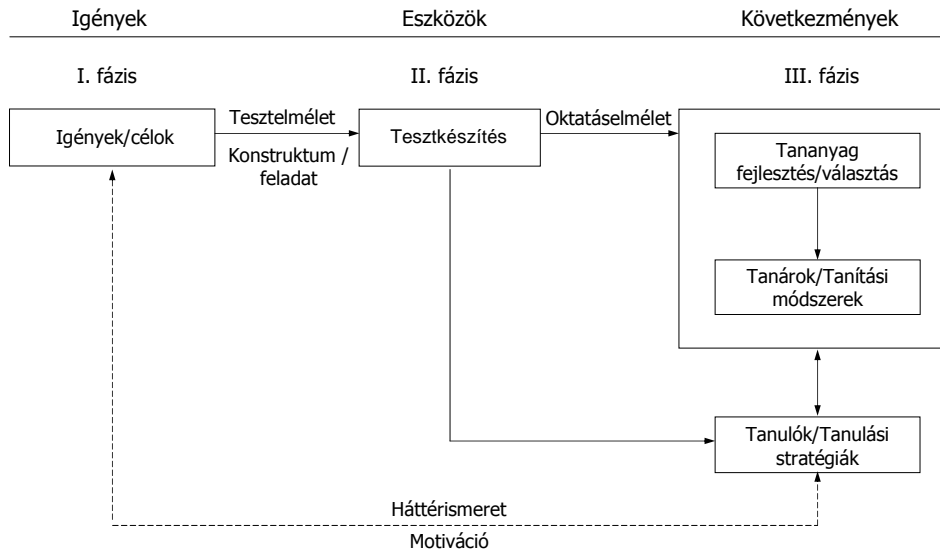 Igények
Eszközök
Következmények
I. fázis
II. fázis
III. fázis
Igények/célok
Tesztelmélet
Konstruktum /
feladat
Tesztkészítés
Oktatáselmélet
Tananyag
fejlesztés/választás
Tanárok/Tanítási
módszerek
Tanulók/Tanulási
stratégiák
Háttérismeret
Motiváció